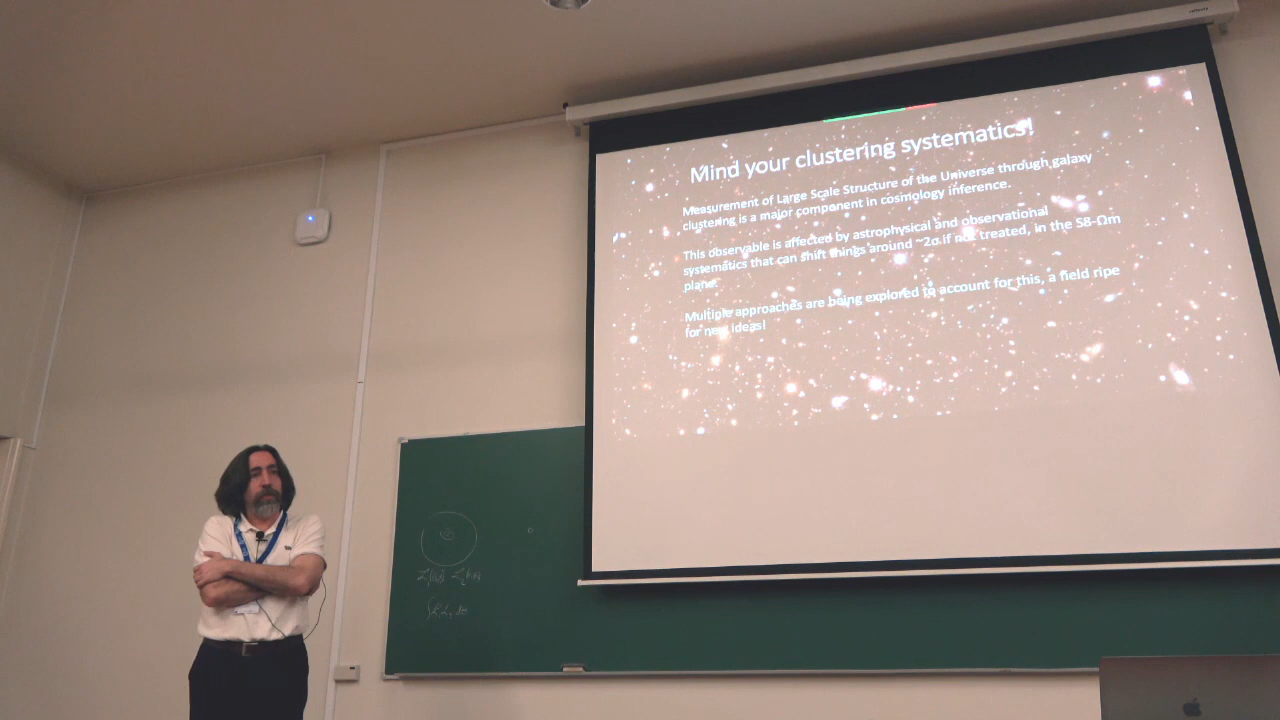 Mind your clustering systematics!
Measurement of Large Scale Structure of the Universe through galaxy
clustering is a major component in cosmology inference.
This observable is affected by astrophysical and observational
systematics that can shift things around ~2σ if not treated, in the S8-Ωm
plane.
Multiple approaches are being explored to account for this, a field ripe
for new ideas!